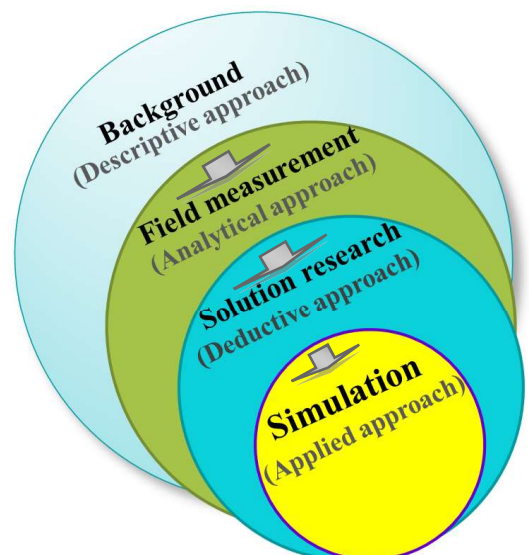 Background
(Descriptive approach)
Field measurement
(Analytical approach)
Solution research
(Deductive approach)
Simulation
(Applied approach)